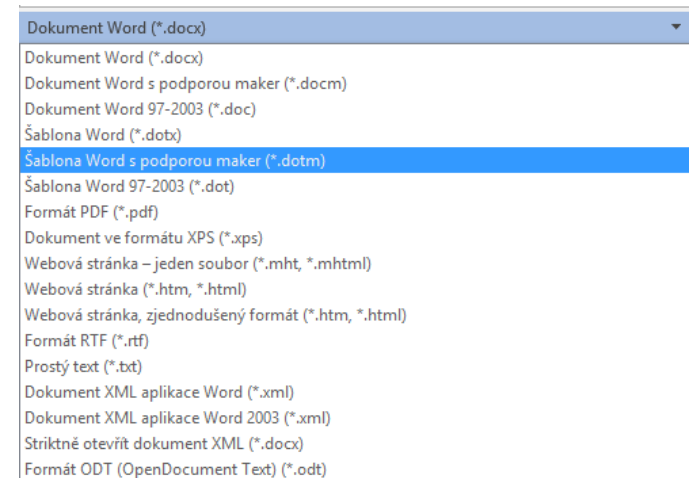 Dokument Word (*.docx)
Dokument Word (*.docx)
Dokument Word s podporou maker (*.docm)
Dokument Word 97-2003 (*.doc)
Šablona Word (*.dotx)
Šablona Word s podporou maker (*.dotm)
Šablona Word 97-2003 (*.dot)
Formát PDF (*.pdf)
Dokument ve formátu XPS (*.xps)
Webová stránka – jeden soubor (*.mht, *.mhtml)
Webová stránka (*.htm, *.html)
Webová stránka, zjednodušený formát (*.htm, *.html)
Formát RTF (*.rtf)
Prostý text (*.txt)
Dokument XML aplikace Word (*.xml)
Dokument XML aplikace Word 2003 (*.xml)
Striktně otevřít dokument XML (*.docx)
Formát ODT (OpenDocument Text) (*.odt)